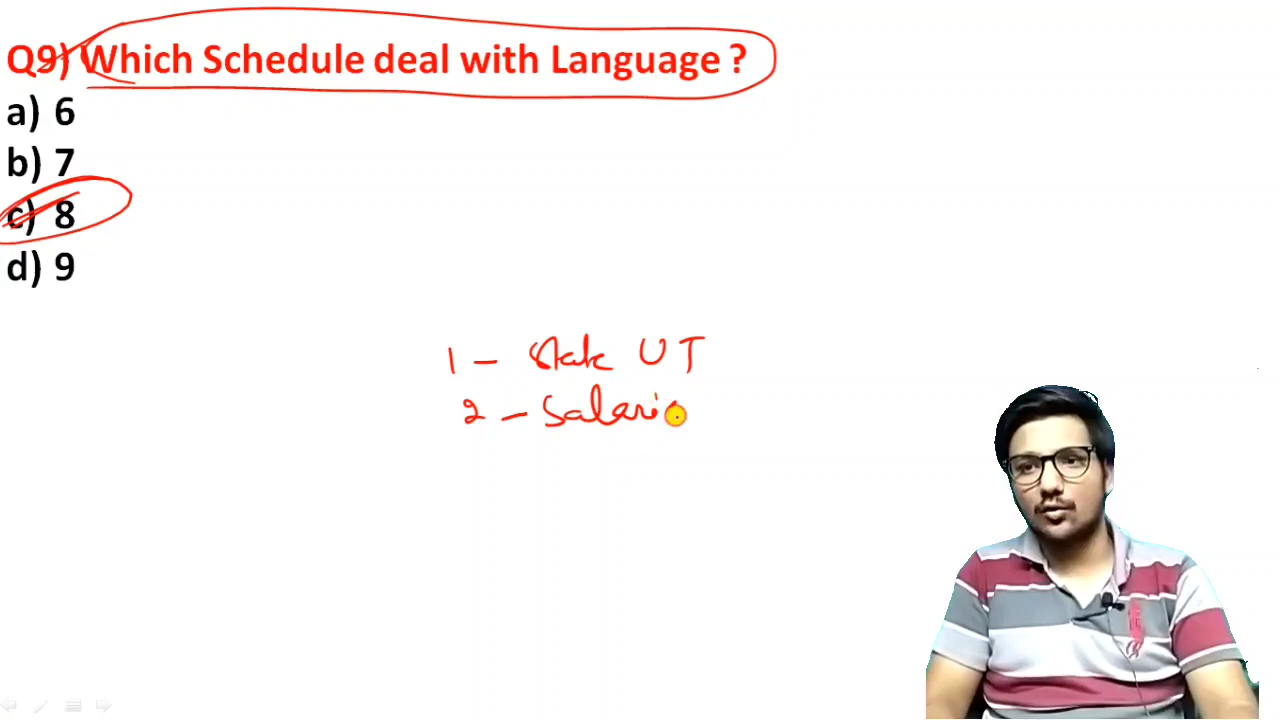 Q9) Which Schedule deal with Language ?
a) 6
b) 7
c) 8
d) 9
1 - State UT
2 - Salari